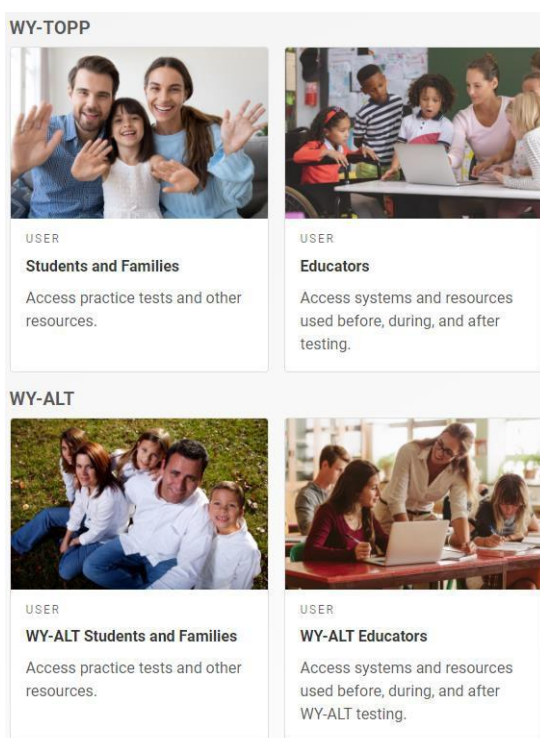 WY-TOPP
USER
Students and Families
Access practice tests and other
resources.
USER
Educators
Access systems and resources
used before, during, and after
testing.
WY-ALT
USER
WY-ALT Students and Families
Access practice tests and other
resources.
USER
WY-ALT Educators
Access systems and resources
used before, during, and after
WY-ALT testing.